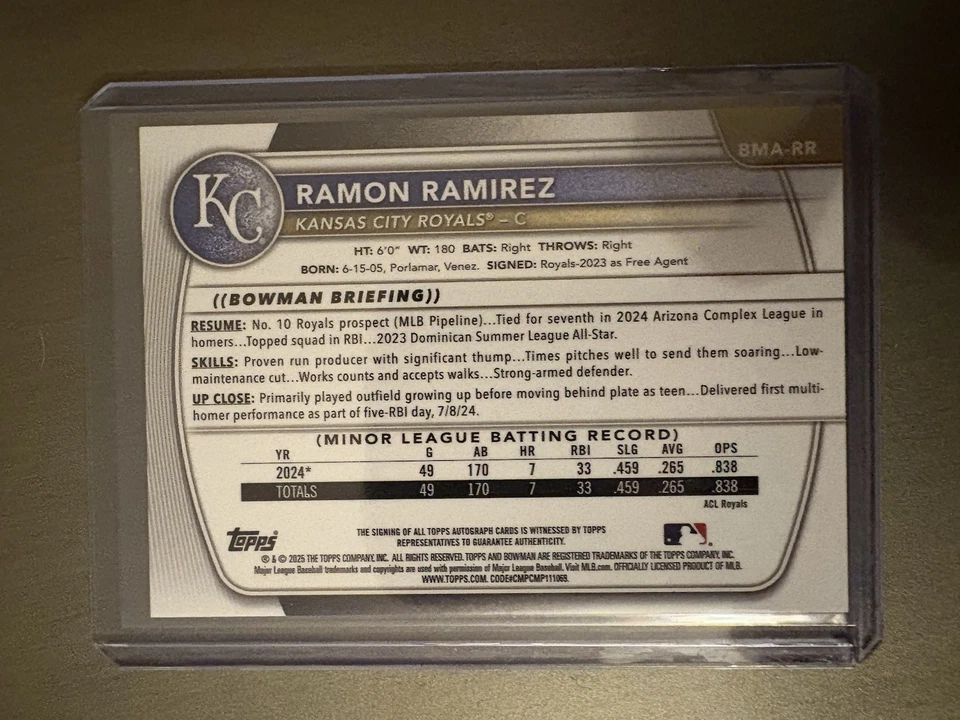 BMA-RR
KC
RAMON RAMIREZ
KANSAS CITY ROYALS® – C
HT: 6'0" WT: 180 BATS: Right THROWS: Right
BORN: 6-15-05, Porlamar, Venez. SIGNED: Royals-2023 as Free Agent
((BOWMAN BRIEFING))
RESUME: No. 10 Royals prospect (MLB Pipeline)...Tied for seventh in 2024 Arizona Complex League in
homers...Topped squad in RBI...2023 Dominican Summer League All-Star.
SKILLS: Proven run producer with significant thump...Times pitches well to send them soaring...Low-
maintenance cut...Works counts and accepts walks...Strong-armed defender.
UP CLOSE: Primarily played outfield growing up before moving behind plate as teen...Delivered first multi-
homer performance as part of five-RBI day, 7/8/24.
(MINOR LEAGUE BATTING RECORD)
YR G AB HR RBI SLG AVG OPS
2024* 49 170 7 33 .459 .265 .838
TOTALS 49 170 7 33 .459 .265 .838
ACL Royals
topps
THE SIGNING OF ALL TOPPS AUTOGRAPH CARDS IS WITNESSED BY TOPPS
REPRESENTATIVES TO GUARANTEE AUTHENTICITY.
® & © 2025 THE TOPPS COMPANY, INC. ALL RIGHTS RESERVED. TOPPS AND BOWMAN ARE REGISTERED TRADEMARKS OF THE TOPPS COMPANY, INC.
Major League Baseball trademarks and copyrights are used with permission of Major League Baseball. Visit MLB.com. OFFICIALLY LICENSED PRODUCT OF MLB.
WWW.TOPPS.COM. CODE#CMPCMP111069.